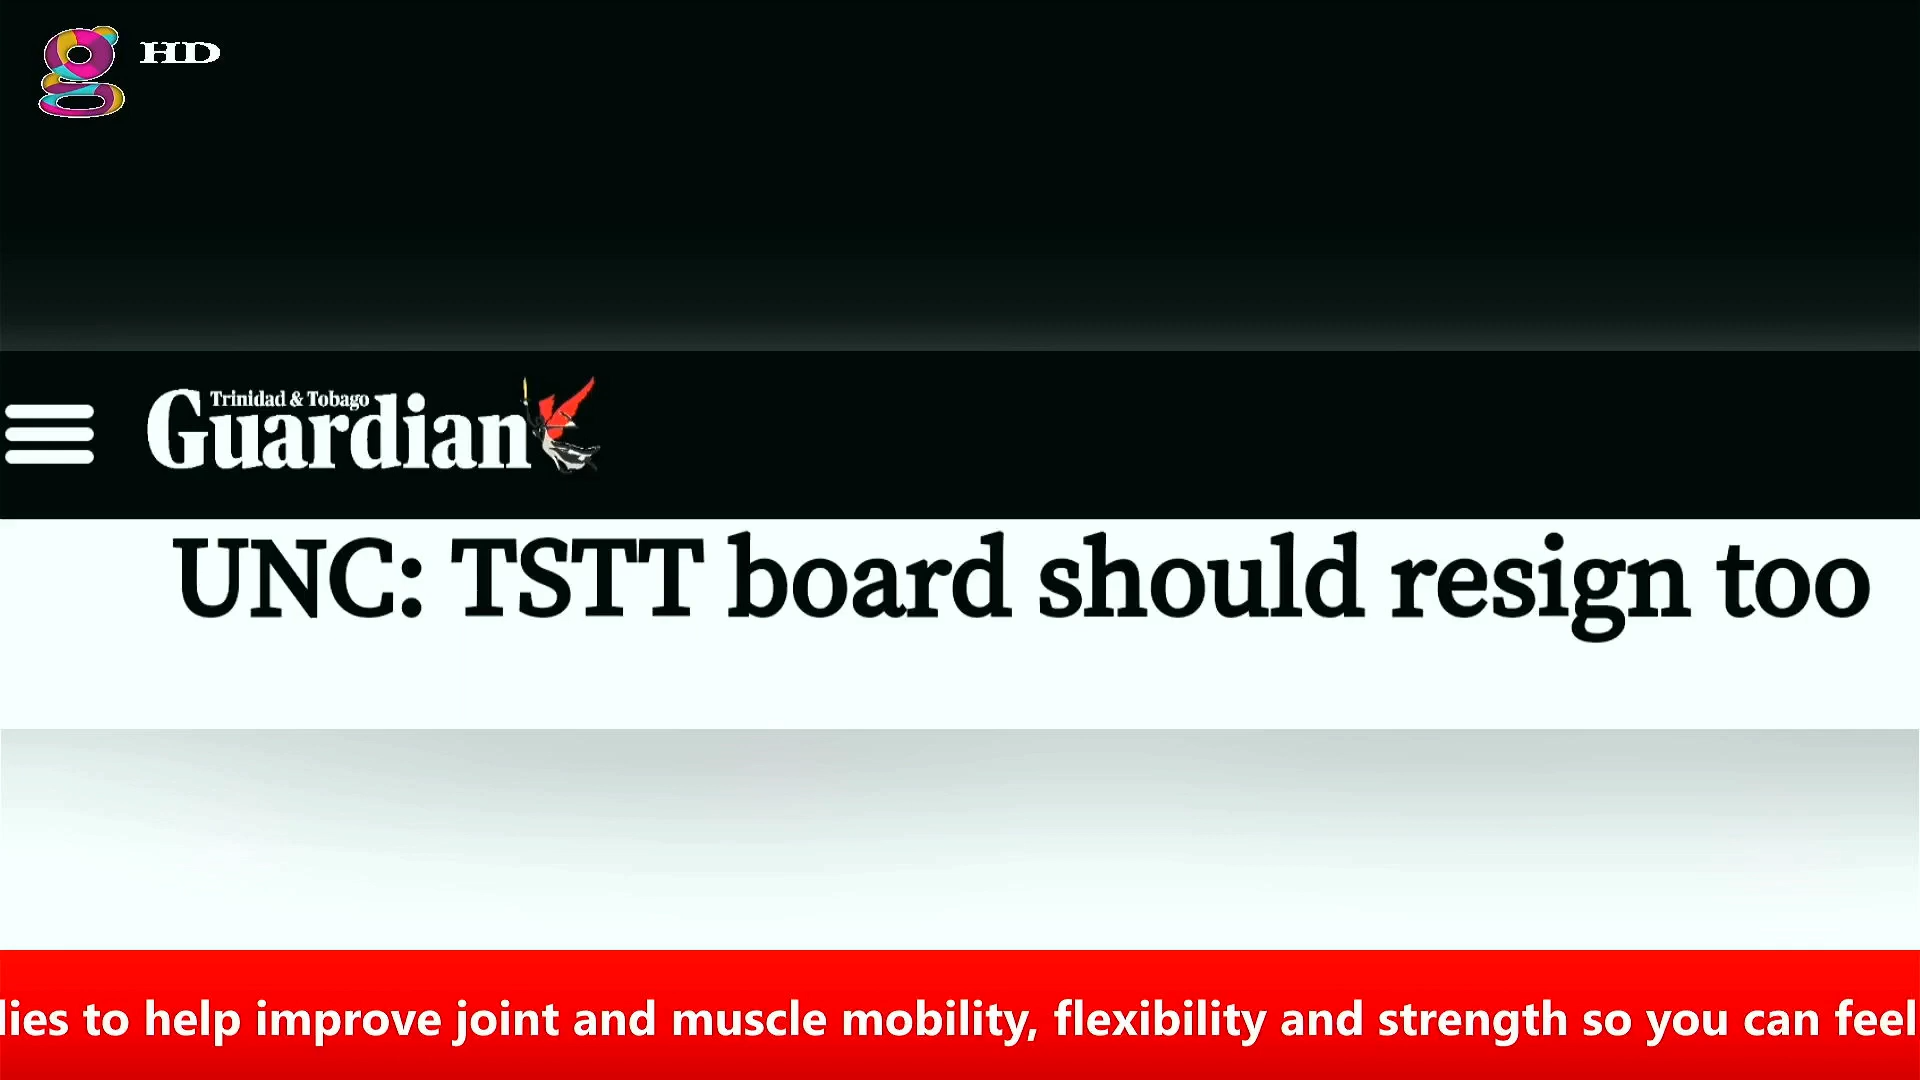 g HD
Trinidad & Tobago
Guardian
UNC: TSTT board should resign too
to help improve joint and muscle mobility, flexibility and strength so you can feel